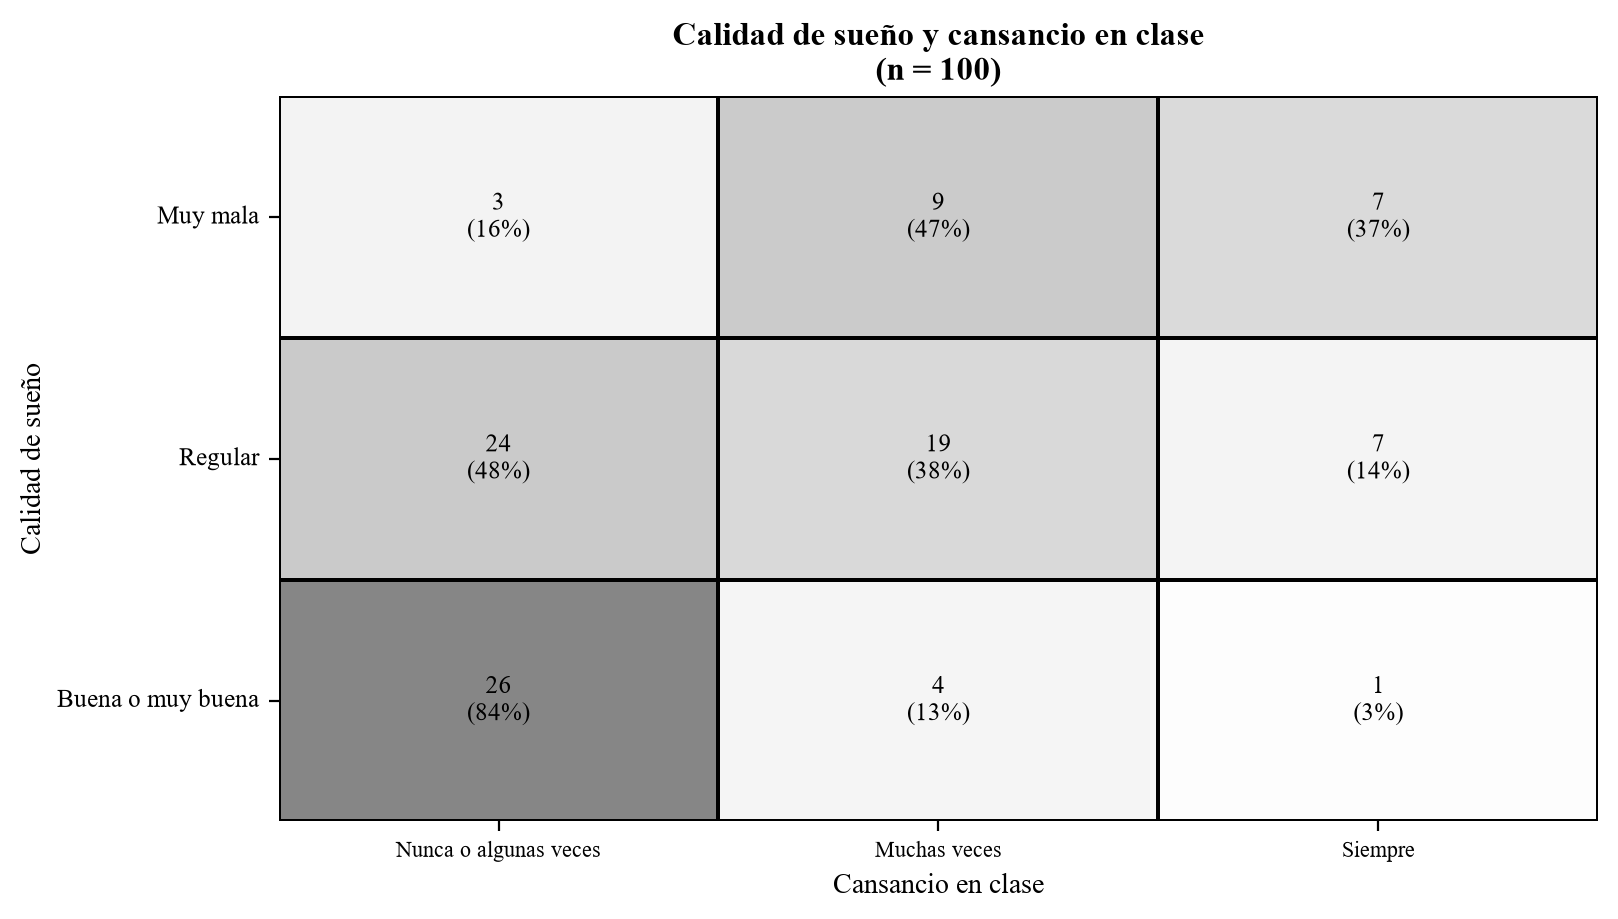 Calidad de sueño y cansancio en clase
(n = 100)
Calidad de sueño
Muy mala
3
(16%)
9
(47%)
7
(37%)
Regular
24
(48%)
19
(38%)
7
(14%)
Buena o muy buena
26
(84%)
4
(13%)
1
(3%)
Nunca o algunas veces
Muchas veces
Siempre
Cansancio en clase